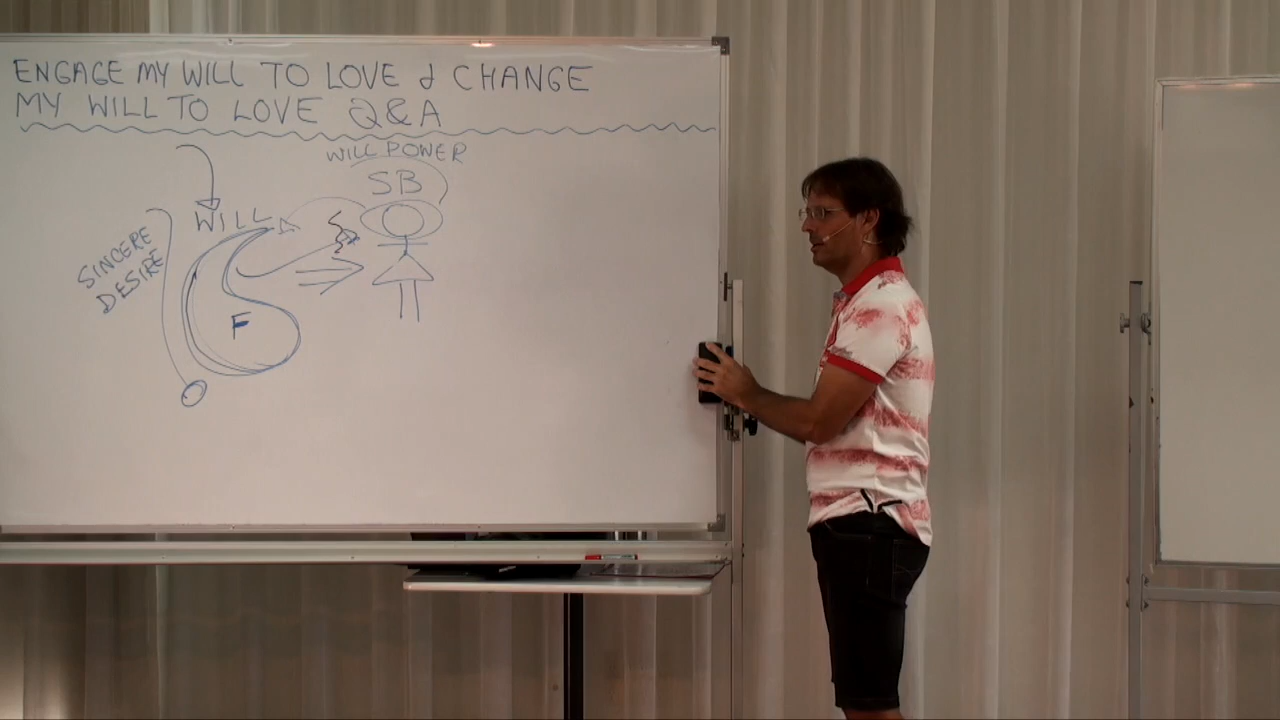 ENGAGE MY WILL TO LOVE & CHANGE
MY WILL TO LOVE Q&A
WILL POWER
SB
WILL
SINCERE
DESIRE
F